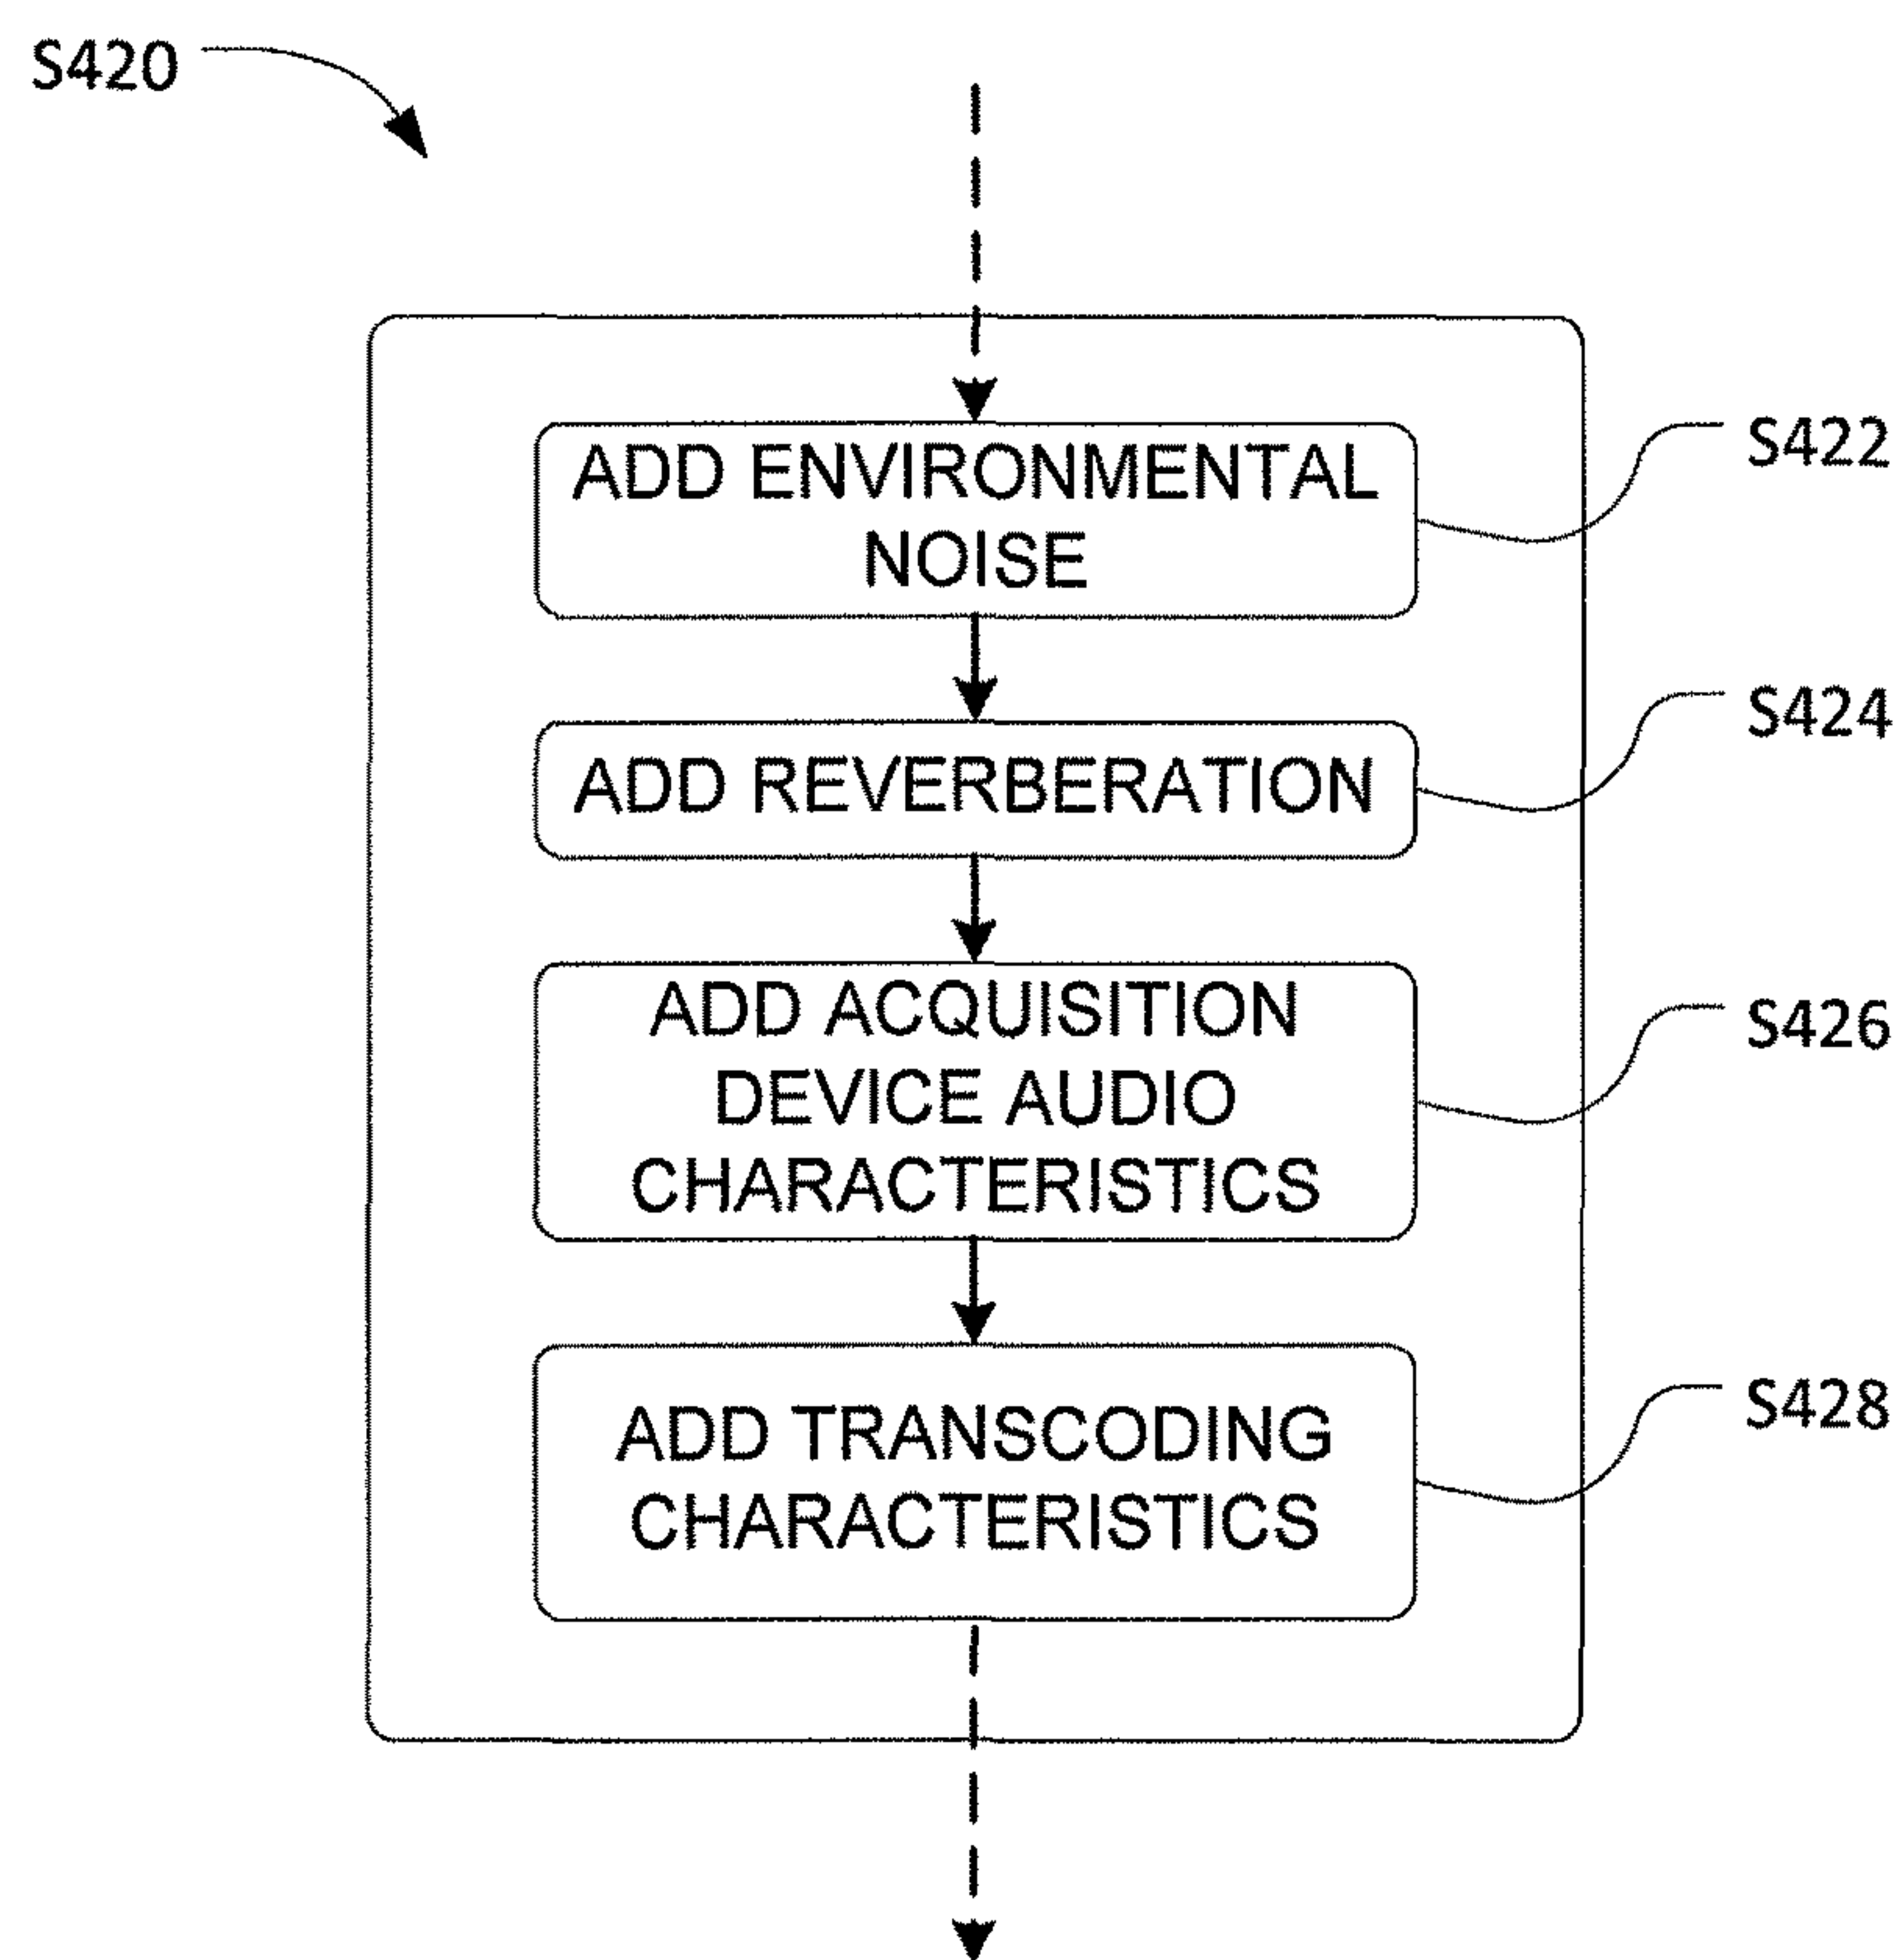 S420
ADD ENVIRONMENTAL
NOISE
S422
ADD REVERBERATION
S424
ADD ACQUISITION
DEVICE AUDIO
CHARACTERISTICS
S426
ADD TRANSCODING
CHARACTERISTICS
S428